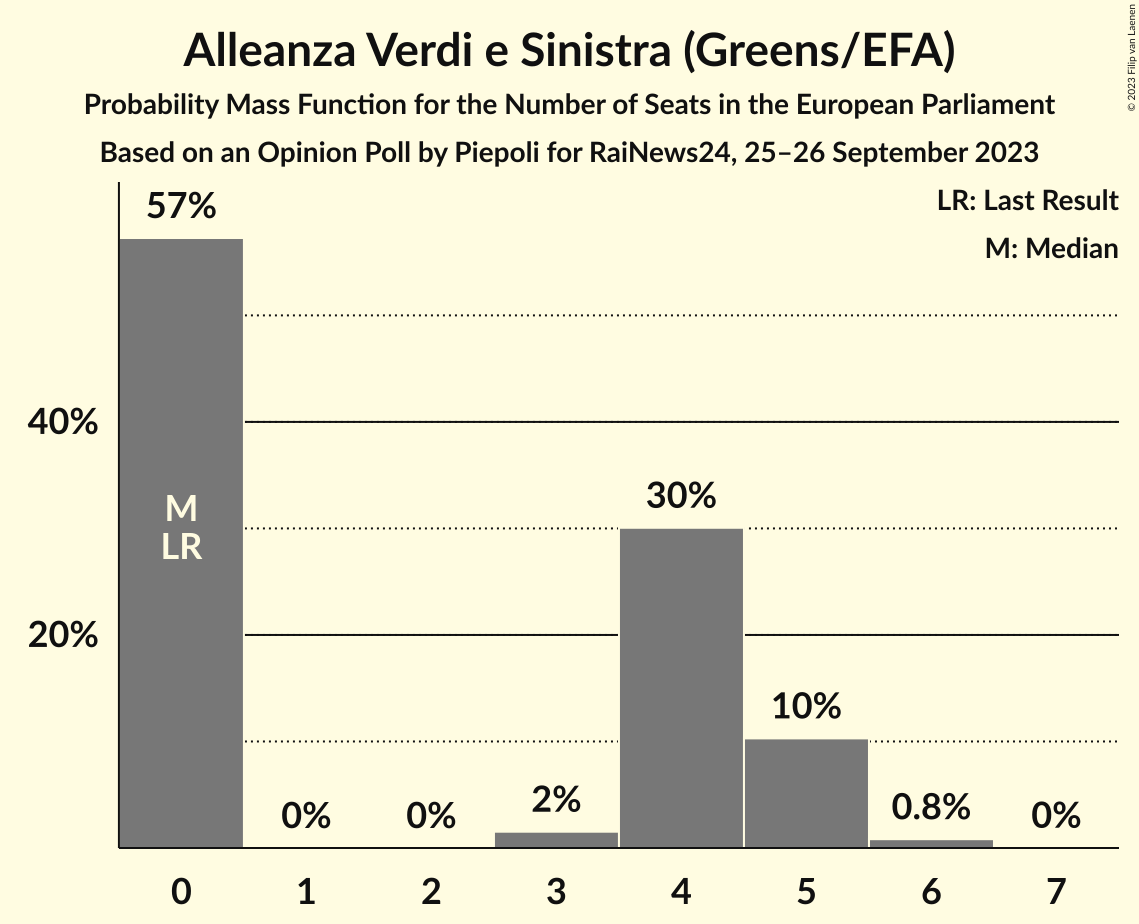 Alleanza Verdi e Sinistra (Greens/EFA)
Probability Mass Function for the Number of Seats in the European Parliament
Based on an Opinion Poll by Piepoli for RaiNews24, 25–26 September 2023
© 2023 Filip van Laenen
LR: Last Result
M: Median
57%
40%
M
LR
30%
20%
10%
0%
0%
2%
0.8%
0%
0
1
2
3
4
5
6
7